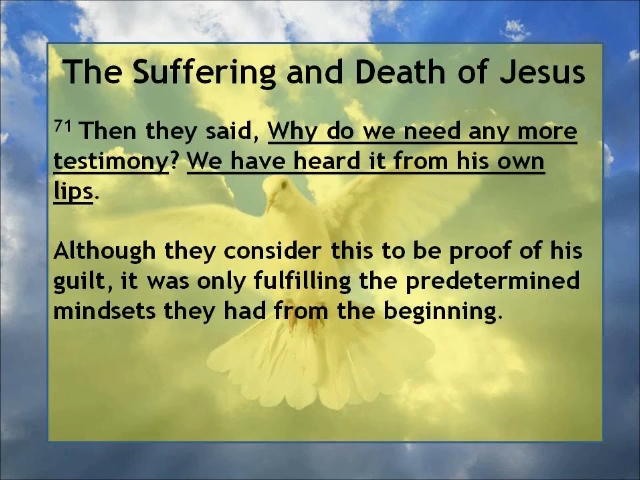 The Suffering and Death of Jesus
71 Then they said, Why do we need any more
testimony? We have heard it from his own
lips.
Although they consider this to be proof of his
guilt, it was only fulfilling the predetermined
mindsets they had from the beginning.